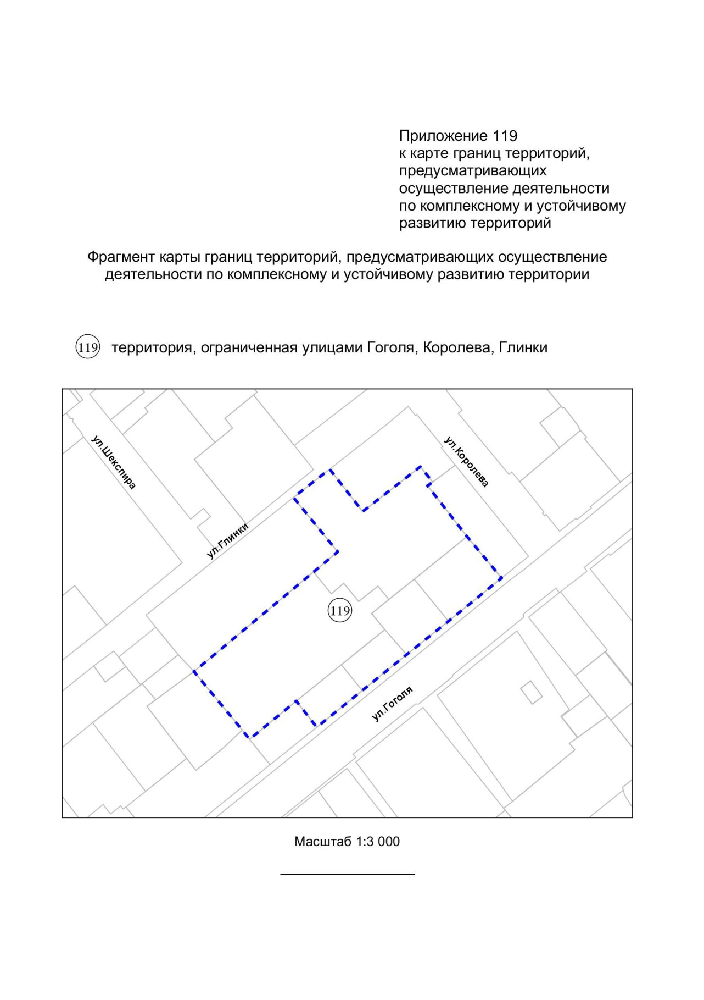 Приложение 119
к карте границ территорий,
предусматривающих
осуществление деятельности
по комплексному и устойчивому
развитию территорий
Фрагмент карты границ территорий, предусматривающих осуществление
деятельности по комплексному и устойчивому развитию территории
119 территория, ограниченная улицами Гоголя, Королева, Глинки
ул.Шекспира
ул.Королева
ул.Глинки
119
ул.Гоголя
Масштаб 1:3 000